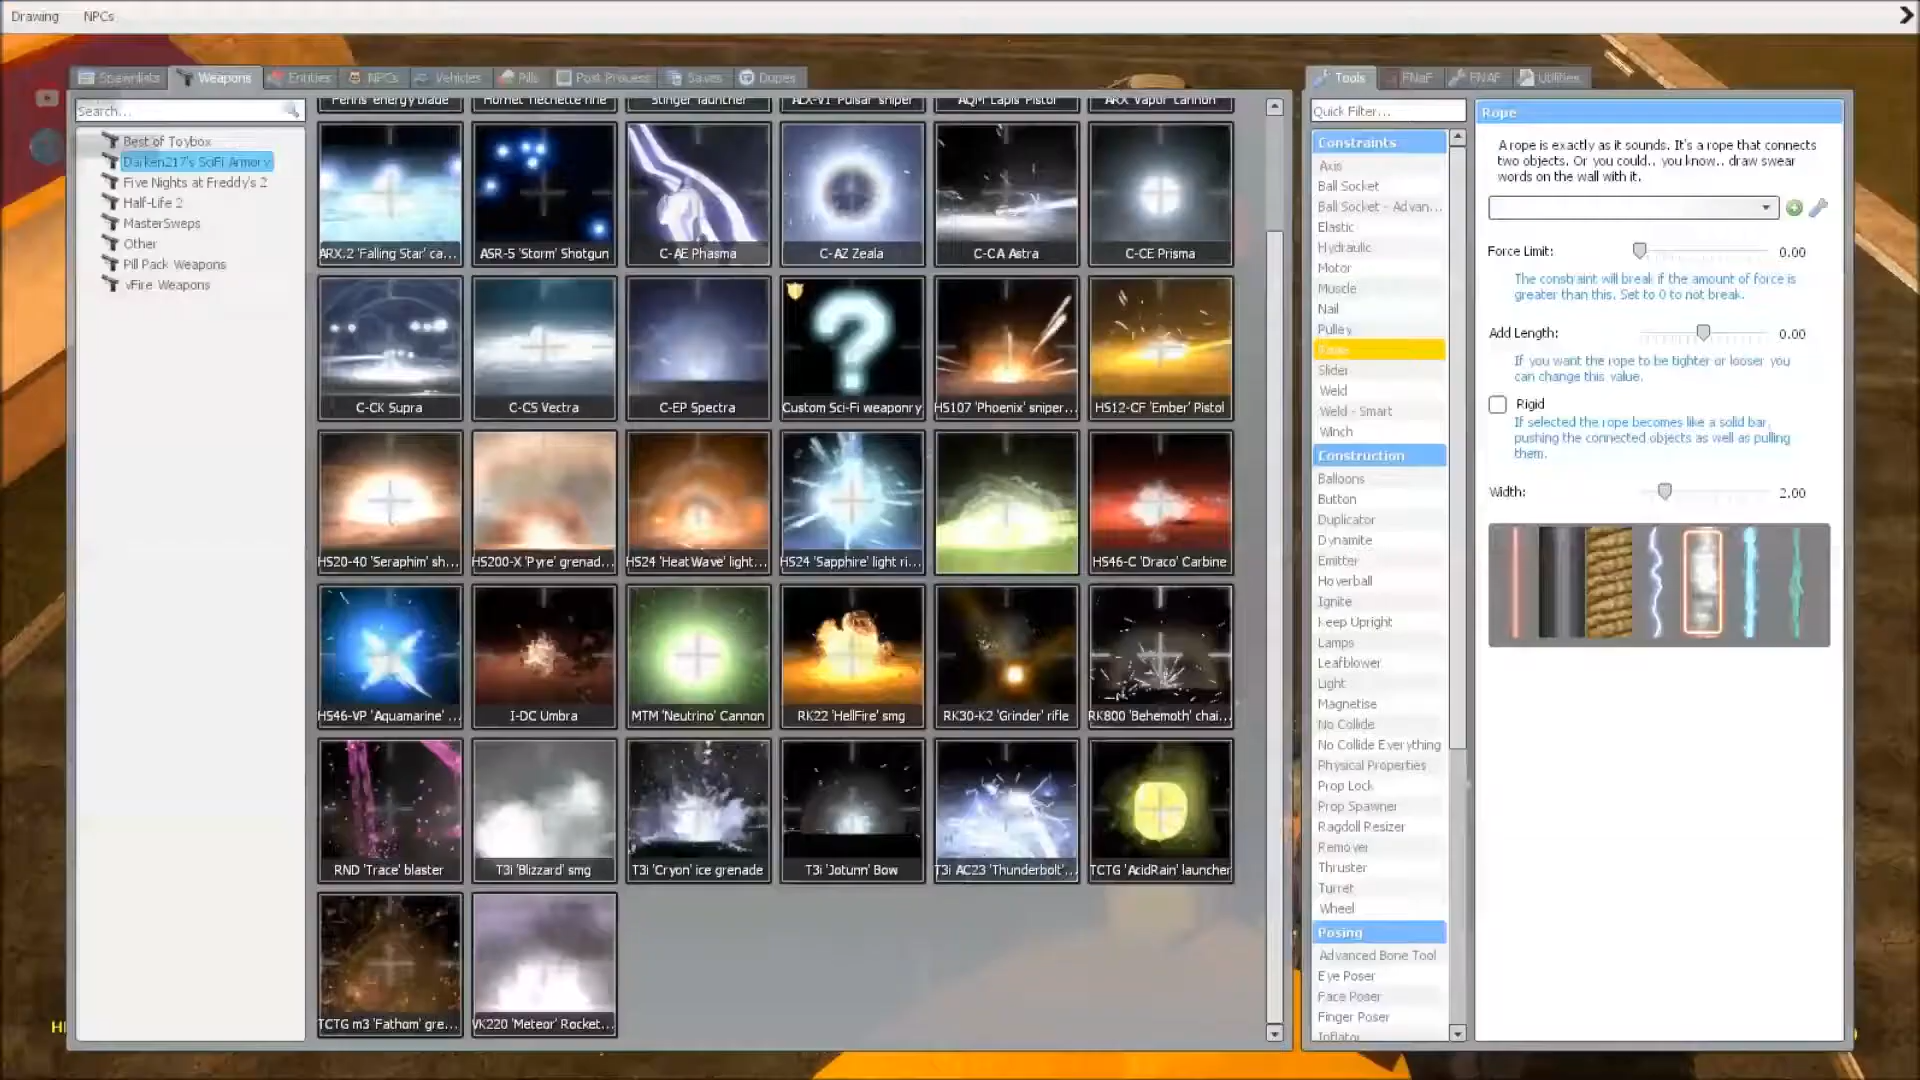 Drawing NPCs
Spawnlists Weapons Entities NPCs Vehicles Pills Post Process Saves Dupes
Search...
Best of Toybox
Darken217's SciFi Armory
Five Nights at Freddy's 2
Half-Life 2
MasterSweps
Other
Pill Pack Weapons
vFire Weapons
Stinger launcher
ARX Vapor cannon
ARX.2 'Falling Star' ca...
ASR-5 'Storm' Shotgun
C-AE Phasma
C-AZ Zeala
C-CA Astra
C-CE Prisma
C-CK Supra
C-CS Vectra
C-EP Spectra
Custom Sci-Fi weaponry
HS107 'Phoenix' sniper...
HS12-CF 'Ember' Pistol
HS20-40 'Seraphim' sh...
HS200-X 'Pyre' grenad...
HS24 'HeatWave' light...
HS24 'Sapphire' light ri...
HS46-C 'Draco' Carbine
HS46-VP 'Aquamarine' ...
I-DC Umbra
MTM 'Neutrino' Cannon
RK22 'HellFire' smg
RK30-K2 'Grinder' rifle
RK800 'Behemoth' chai...
RND 'Trace' blaster
T3i 'Blizzard' smg
T3i 'Cryon' ice grenade
T3i 'Jotunn' Bow
T3i AC23 'Thunderbolt'...
TCTG 'AcidRain' launcher
TCTG m3 'Fathom' gre...
VK220 'Meteor' Rocket...
Tools FNaF FNAF Utilities
Quick Filter...
Constraints
Axis
Ball Socket
Ball Socket - Advan...
Elastic
Hydraulic
Motor
Muscle
Nail
Pulley
Rope
Slider
Weld
Weld - Smart
Winch
Construction
Balloons
Button
Duplicator
Dynamite
Emitter
Hoverball
Ignite
Keep Upright
Lamps
Leafblower
Light
Magnetise
No Collide
No Collide Everything
Physical Properties
Prop Lock
Prop Spawner
Ragdoll Resizer
Remover
Thruster
Turret
Wheel
Posing
Advanced Bone Tool
Eye Poser
Face Poser
Finger Poser
Inflator
Rope
A rope is exactly as it sounds. It's a rope that connects
two objects. Or you could.. you know.. draw swear
words on the wall with it.
Force Limit: 0.00
The constraint will break if the amount of force is
greater than this. Set to 0 to not break.
Add Length: 0.00
If you want the rope to be tighter or looser you
can change this value.
Rigid
If selected the rope becomes like a solid bar,
pushing the connected objects as well as pulling
them.
Width: 2.00